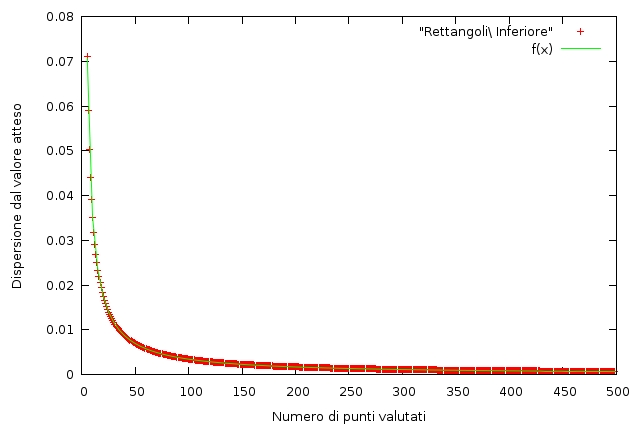 0.08
0.07
0.06
0.05
0.04
0.03
0.02
0.01
0
0 50 100 150 200 250 300 350 400 450 500
Dispersione dal valore atteso
Numero di punti valutati
"Rettangoli\ Inferiore"
f(x)